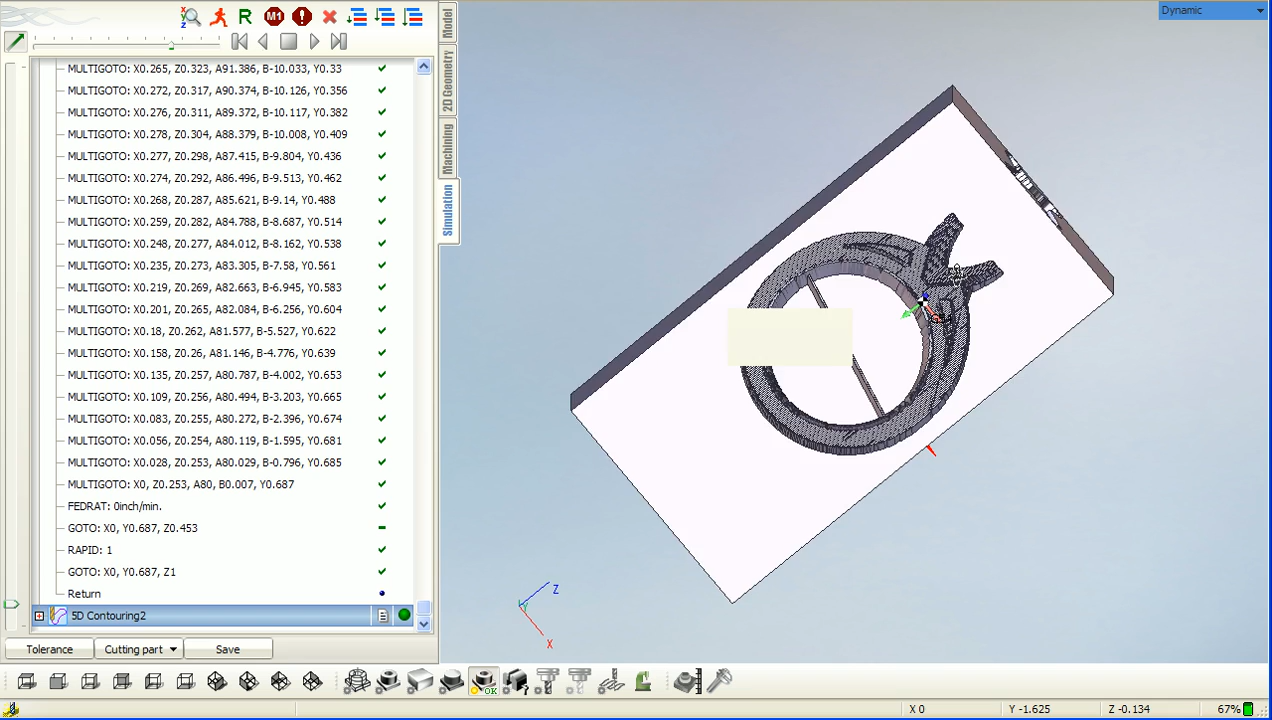 Dynamic
R M1
MULTIGOTO: X0.265, Z0.323, A91.386, B-10.033, Y0.33
MULTIGOTO: X0.272, Z0.317, A90.374, B-10.126, Y0.356
MULTIGOTO: X0.276, Z0.311, A89.372, B-10.117, Y0.382
MULTIGOTO: X0.278, Z0.304, A88.379, B-10.008, Y0.409
MULTIGOTO: X0.277, Z0.298, A87.415, B-9.804, Y0.436
MULTIGOTO: X0.274, Z0.292, A86.496, B-9.513, Y0.462
MULTIGOTO: X0.268, Z0.287, A85.621, B-9.14, Y0.488
MULTIGOTO: X0.259, Z0.282, A84.788, B-8.687, Y0.514
MULTIGOTO: X0.248, Z0.277, A84.012, B-8.162, Y0.538
MULTIGOTO: X0.235, Z0.273, A83.305, B-7.58, Y0.561
MULTIGOTO: X0.219, Z0.269, A82.663, B-6.945, Y0.583
MULTIGOTO: X0.201, Z0.265, A82.084, B-6.256, Y0.604
MULTIGOTO: X0.18, Z0.262, A81.577, B-5.527, Y0.622
MULTIGOTO: X0.158, Z0.26, A81.146, B-4.776, Y0.639
MULTIGOTO: X0.135, Z0.257, A80.787, B-4.002, Y0.653
MULTIGOTO: X0.109, Z0.256, A80.494, B-3.203, Y0.665
MULTIGOTO: X0.083, Z0.255, A80.272, B-2.396, Y0.674
MULTIGOTO: X0.056, Z0.254, A80.119, B-1.595, Y0.681
MULTIGOTO: X0.028, Z0.253, A80.029, B-0.796, Y0.685
MULTIGOTO: X0, Z0.253, A80, B0.007, Y0.687
FEDRAT: 0inch/min.
GOTO: X0, Y0.687, Z0.453
RAPID: 1
GOTO: X0, Y0.687, Z1
Return
5D Contouring2
Tolerance
Cutting part
Save
Model
2D Geometry
Machining
Simulation
Z
Y
X
OK
X 0
Y -1.625
Z -0.134
67%